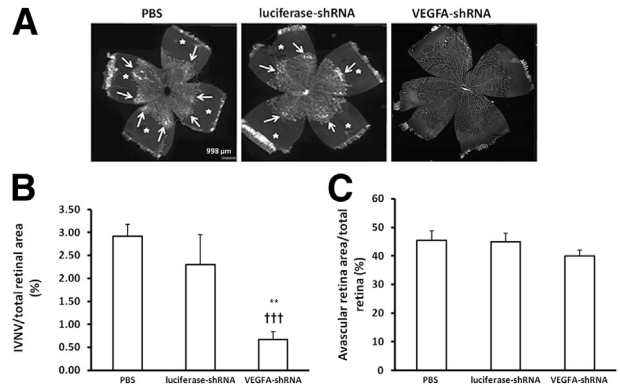 A
PBS luciferase-shRNA VEGFA-shRNA
* * * *
* * * *
998 µm
B
IVNV/total retinal area
(%)
3.50
3.00
2.50
2.00
1.50
1.00
0.50
0.00
**
†††
PBS luciferase-shRNA VEGFA-shRNA
C
Avascular retina area/total
retina (%)
60
50
40
30
20
10
0
PBS luciferase-shRNA VEGFA-shRNA